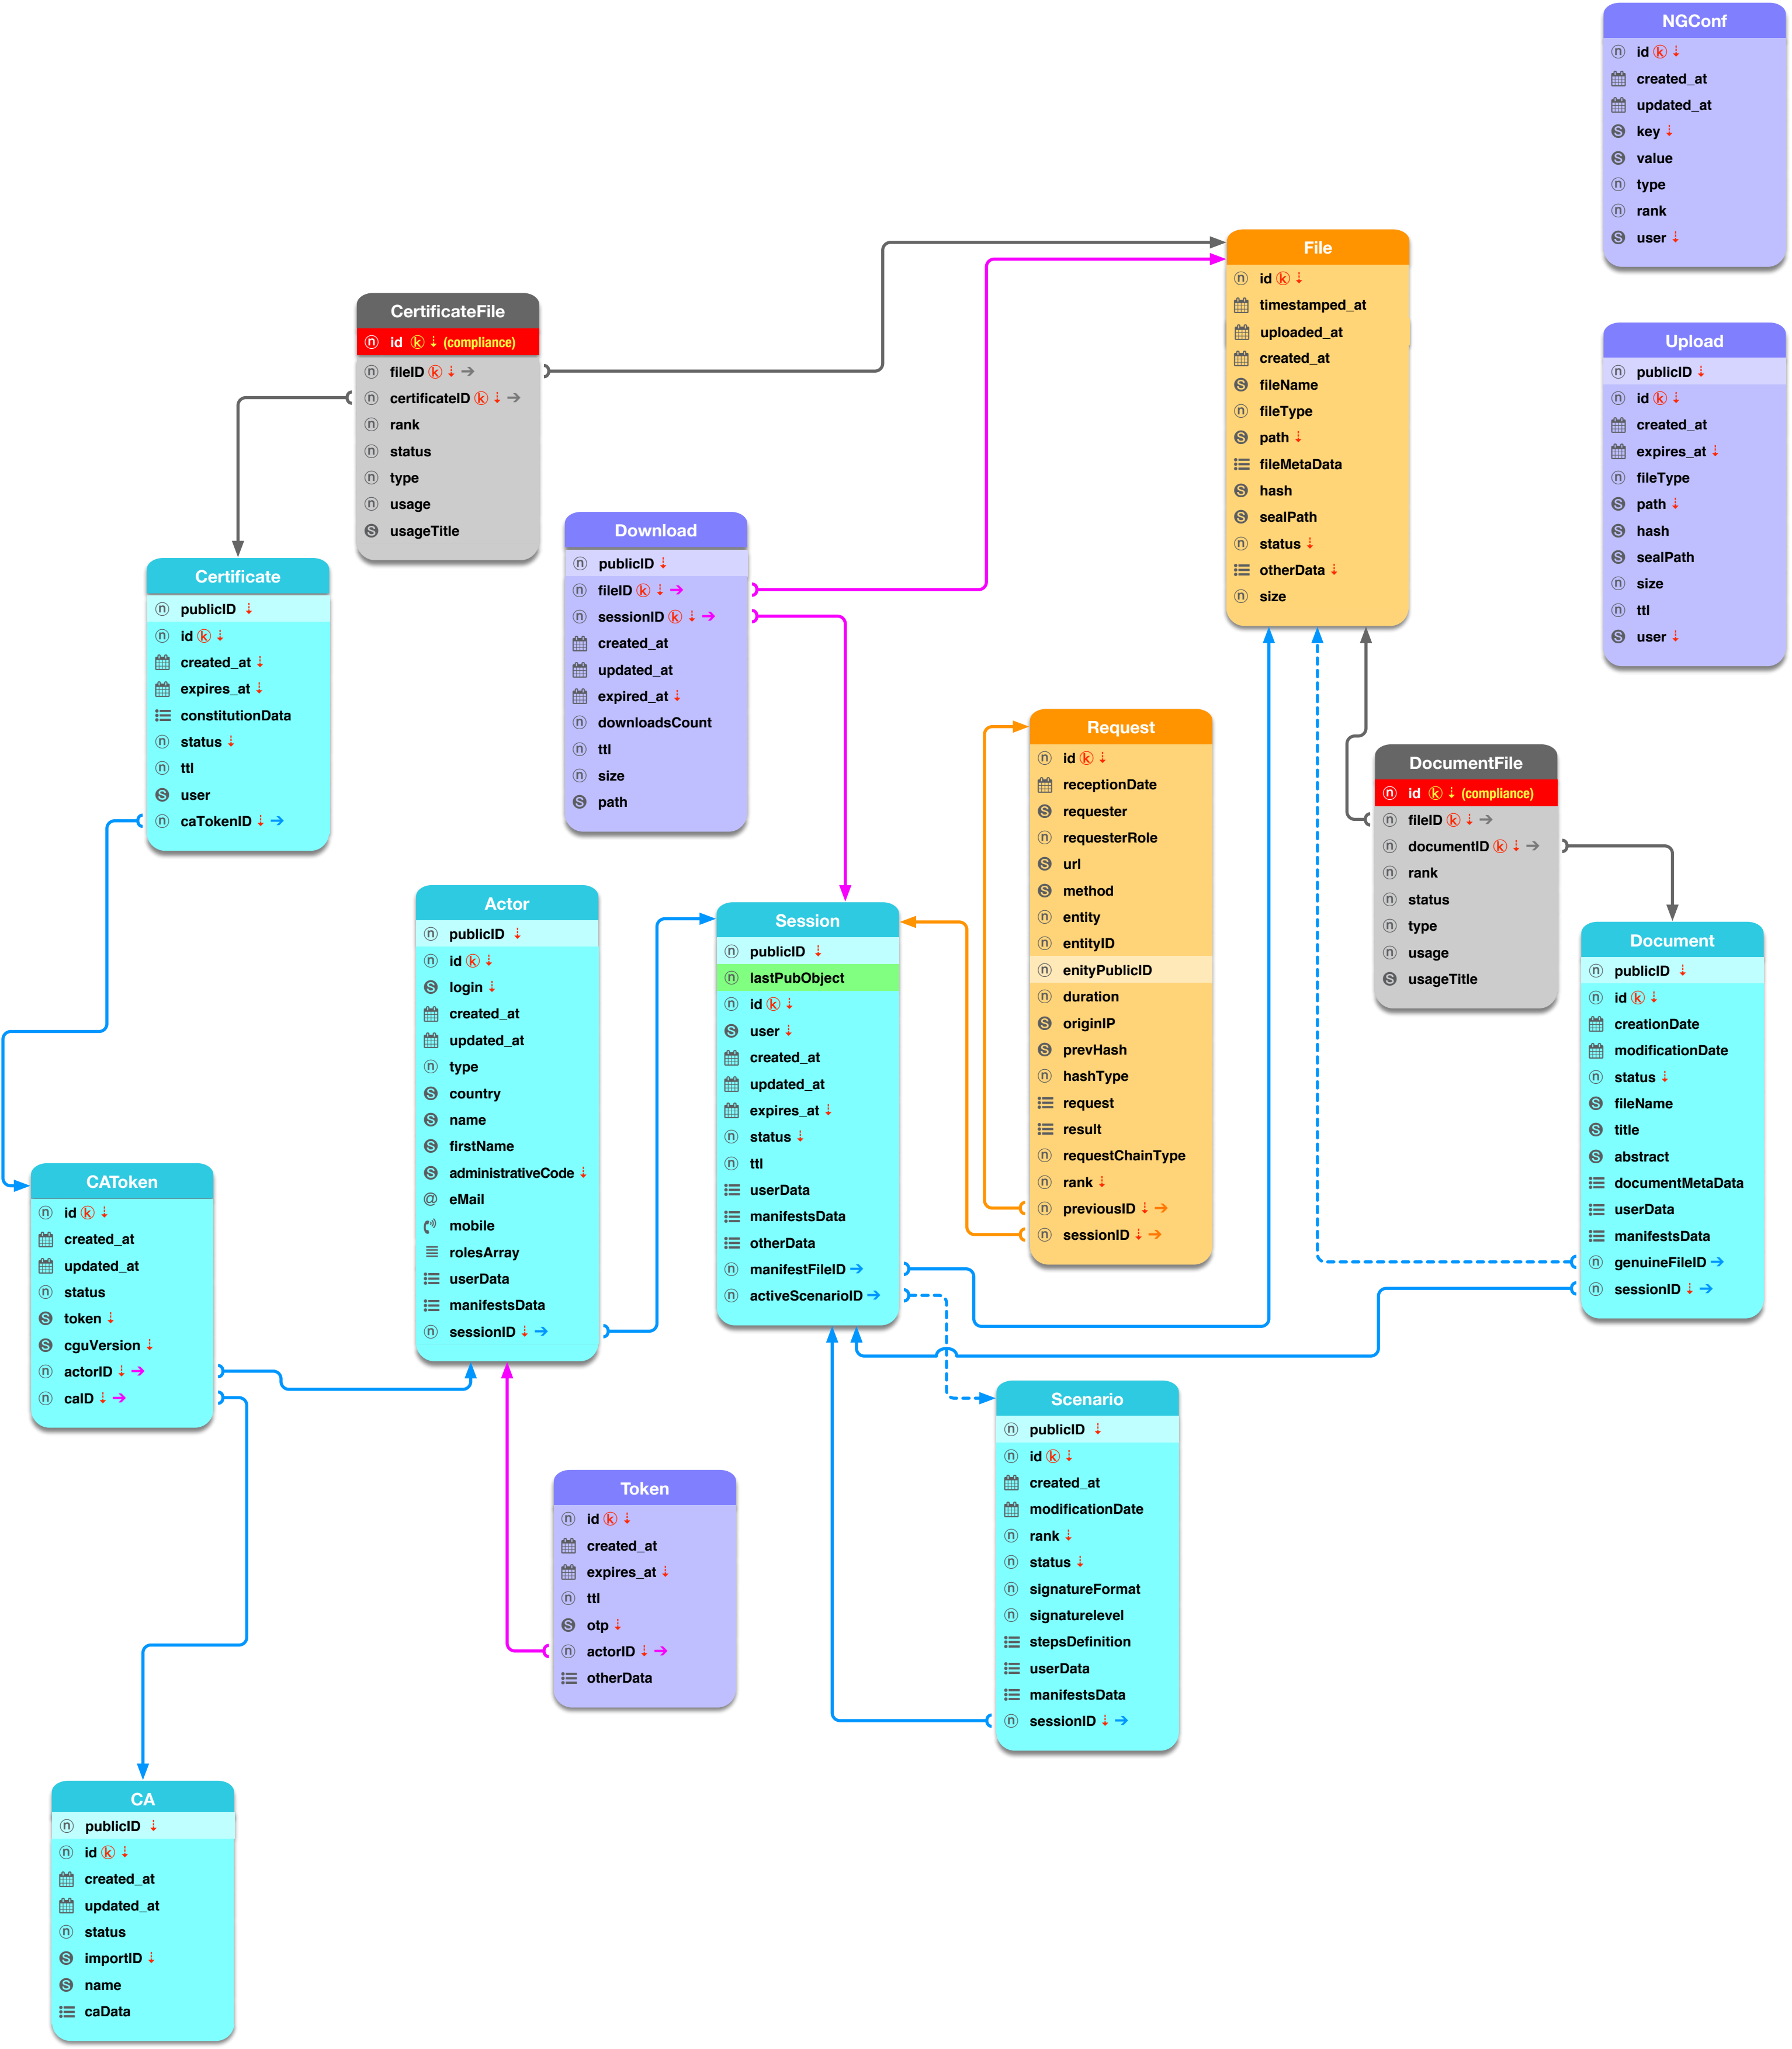 NGConf
id
created_at
updated_at
key
value
type
rank
user
File
id
timestamped_at
uploaded_at
created_at
fileName
fileType
path
fileMetaData
hash
sealPath
status
otherData
size
CertificateFile
id (compliance)
fileID
certificateID
rank
status
type
usage
usageTitle
Upload
publicID
id
created_at
expires_at
fileType
path
hash
sealPath
size
ttl
user
Download
publicID
fileID
sessionID
created_at
updated_at
expired_at
downloadsCount
ttl
size
path
Certificate
publicID
id
created_at
expires_at
constitutionData
status
ttl
user
caTokenID
Request
id
receptionDate
requester
requesterRole
url
method
entity
entityID
enityPublicID
duration
originIP
prevHash
hashType
request
result
requestChainType
rank
previousID
sessionID
DocumentFile
id (compliance)
fileID
documentID
rank
status
type
usage
usageTitle
Actor
publicID
id
login
created_at
updated_at
type
country
name
firstName
administrativeCode
eMail
mobile
rolesArray
userData
manifestsData
sessionID
Session
publicID
lastPubObject
id
user
created_at
updated_at
expires_at
status
ttl
userData
manifestsData
otherData
manifestFileID
activeScenarioID
Document
publicID
id
creationDate
modificationDate
status
fileName
title
abstract
documentMetaData
userData
manifestsData
genuineFileID
sessionID
CAToken
id
created_at
updated_at
status
token
cguVersion
actorID
caID
Scenario
publicID
id
created_at
modificationDate
rank
status
signatureFormat
signaturelevel
stepsDefinition
userData
manifestsData
sessionID
Token
id
created_at
expires_at
ttl
otp
actorID
otherData
CA
publicID
id
created_at
updated_at
status
importID
name
caData